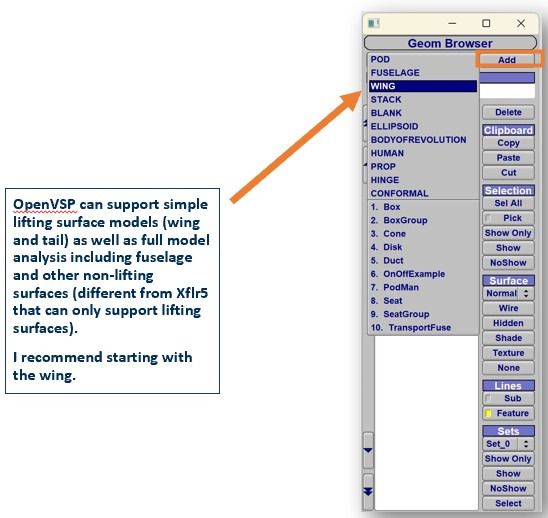 Geom Browser
POD
Add
FUSELAGE
WING
STACK
BLANK
Delete
ELLIPSOID
Clipboard
BODYOFREVOLUTION
Copy
HUMAN
Paste
PROP
HINGE
Cut
CONFORMAL
Selection
1. Box
Sel All
2. BoxGroup
Pick
3. Cone
Show Only
4. Disk
Show
5. Duct
NoShow
6. OnOffExample
Surface
7. PodMan
Normal
8. Seat
Wire
9. SeatGroup
Hidden
10. TransportFuse
Shade
Texture
None
Lines
Sub
Feature
Sets
Set_0
Show Only
Show
NoShow
Select
OpenVSP can support simple
lifting surface models (wing
and tail) as well as full model
analysis including fuselage
and other non-lifting
surfaces (different from Xflr5
that can only support lifting
surfaces).
I recommend starting with
the wing.